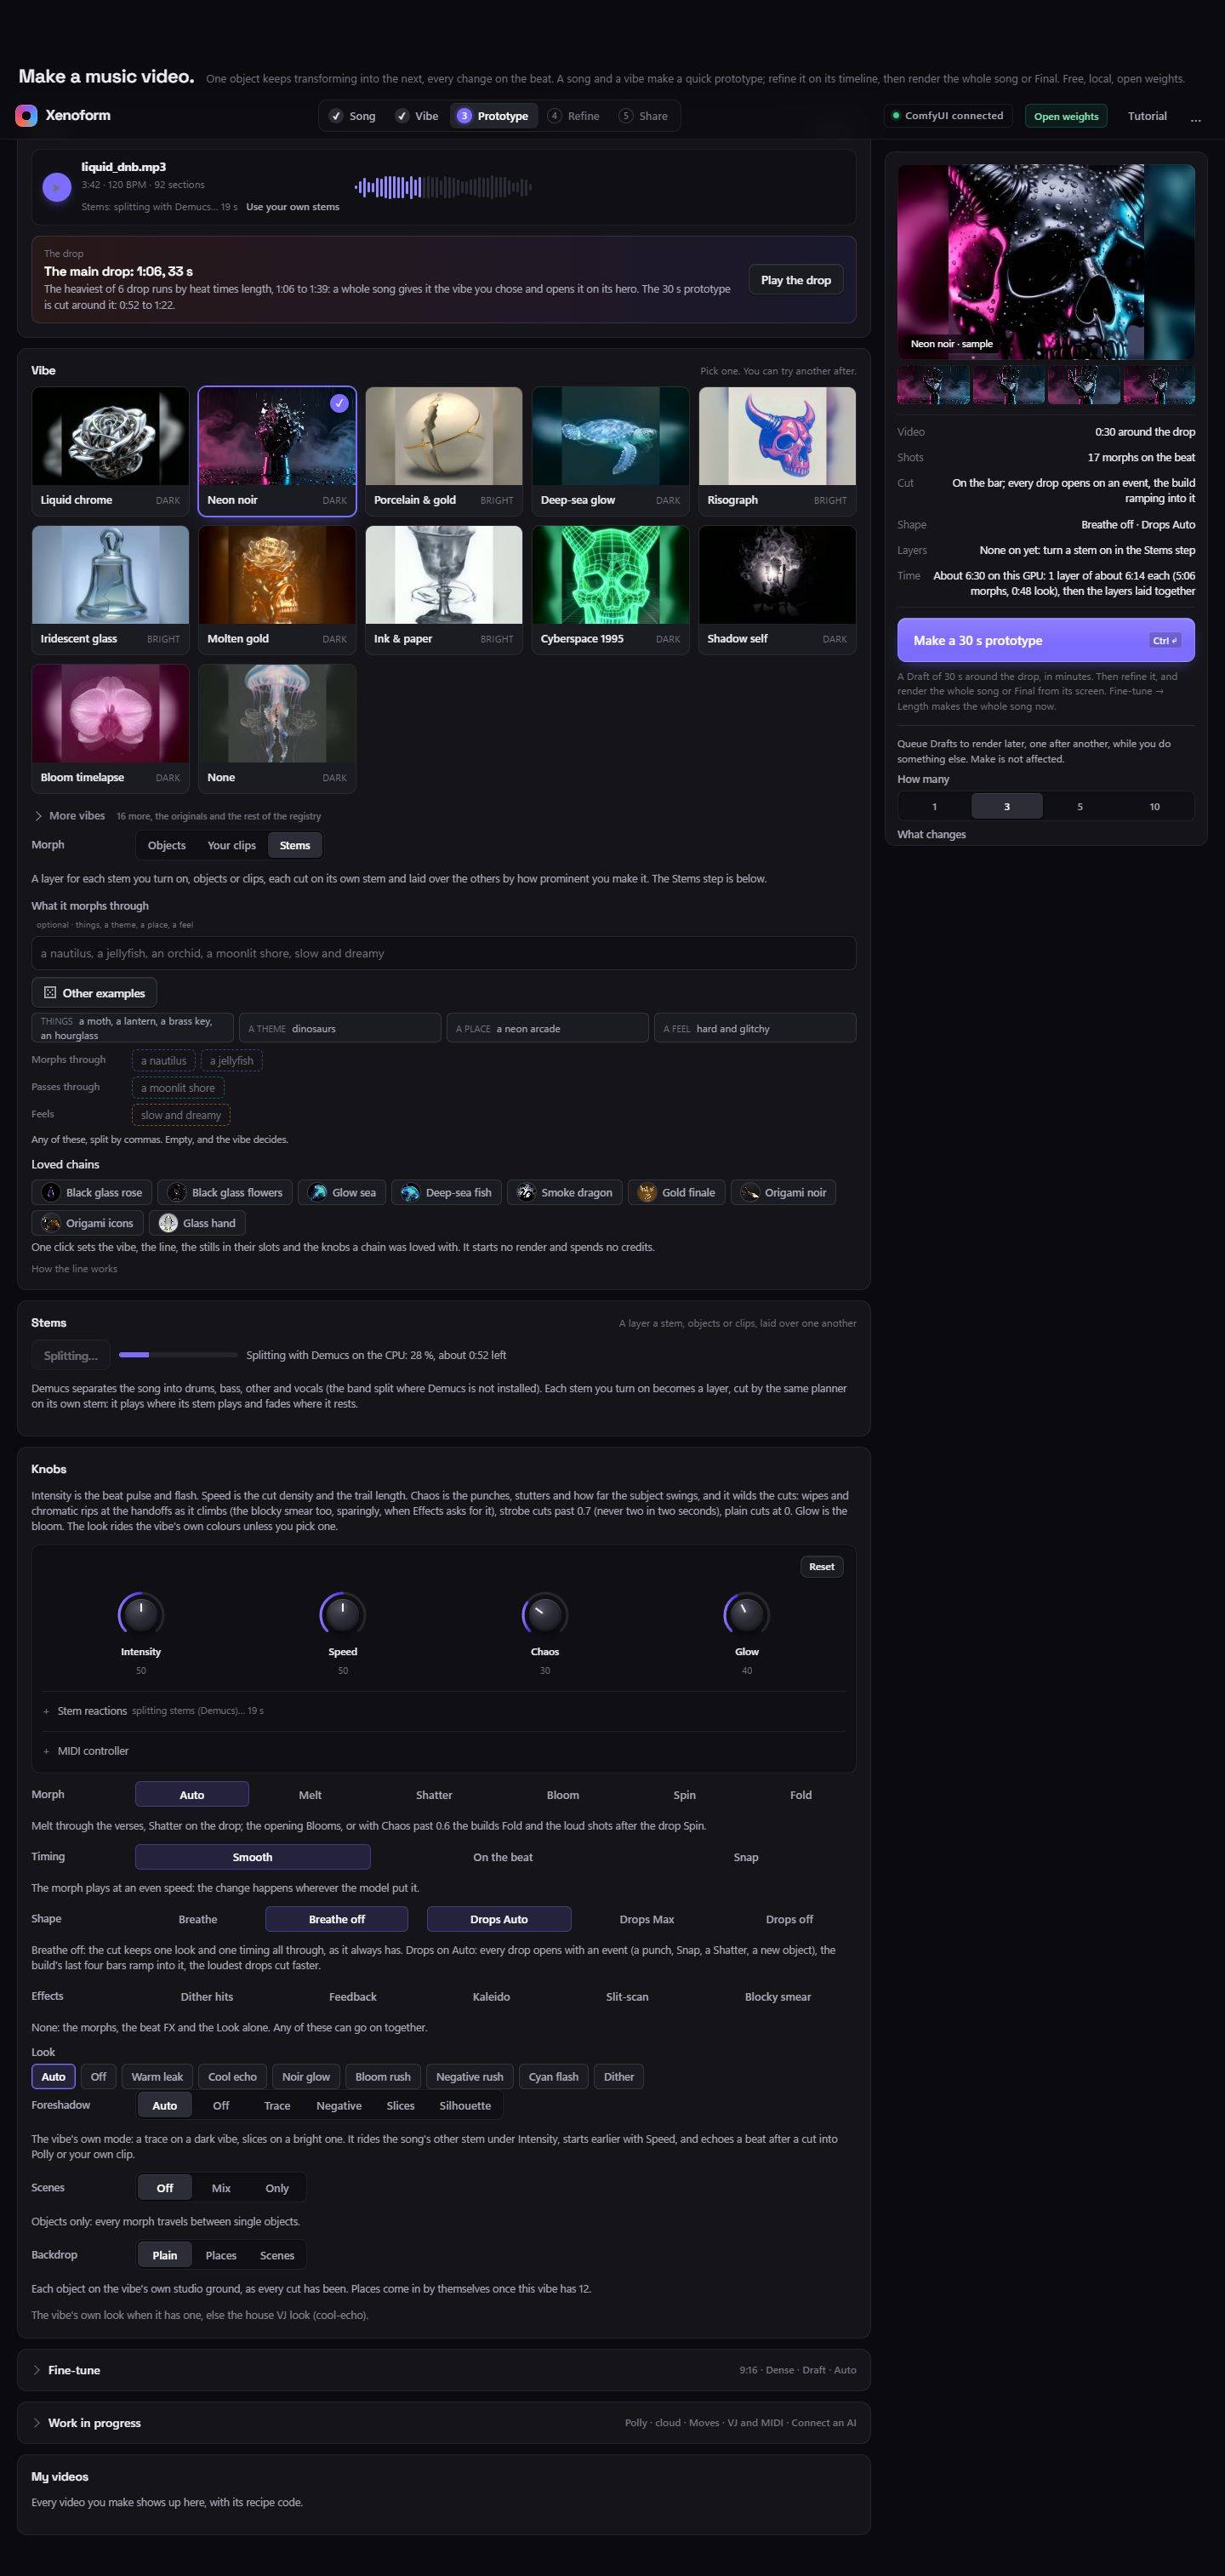 Make a music video. One object keeps transforming into the next, every change on the beat. A song and a vibe make a quick prototype; refine it on its timeline, then render the whole song or Final. Free, local, open weights.
Xenoform
✓ Song ✓ Vibe 3 Prototype 4 Refine 5 Share
ComfyUI connected Open weights Tutorial ...
liquid_dnb.mp3
3:42 · 120 BPM · 92 sections
Stems: splitting with Demucs... 19 s Use your own stems
The drop
The main drop: 1:06, 33 s
The heaviest of 6 drop runs by heat times length, 1:06 to 1:39: a whole song gives it the vibe you chose and opens it on its hero. The 30 s prototype
is cut around it: 0:52 to 1:22.
Play the drop
Vibe
Pick one. You can try another after.
Liquid chrome DARK
Neon noir DARK
Porcelain & gold BRIGHT
Deep-sea glow DARK
Risograph BRIGHT
Iridescent glass BRIGHT
Molten gold DARK
Ink & paper BRIGHT
Cyberspace 1995 DARK
Shadow self DARK
Bloom timelapse DARK
None DARK
More vibes 16 more, the originals and the rest of the registry
Morph Objects Your clips Stems
A layer for each stem you turn on, objects or clips, each cut on its own stem and laid over the others by how prominent you make it. The Stems step is below.
What it morphs through
optional · things, a theme, a place, a feel
a nautilus, a jellyfish, an orchid, a moonlit shore, slow and dreamy
Other examples
THINGS a moth, a lantern, a brass key,
an hourglass
A THEME dinosaurs
A PLACE a neon arcade
A FEEL hard and glitchy
Morphs through a nautilus a jellyfish
Passes through a moonlit shore
Feels slow and dreamy
Any of these, split by commas. Empty, and the vibe decides.
Loved chains
Black glass rose Black glass flowers Glow sea Deep-sea fish Smoke dragon Gold finale Origami noir
Origami icons Glass hand
One click sets the vibe, the line, the stills in their slots and the knobs a chain was loved with. It starts no render and spends no credits.
How the line works
Stems
A layer a stem, objects or clips, laid over one another
Splitting... Splitting with Demucs on the CPU: 28 %, about 0:52 left
Demucs separates the song into drums, bass, other and vocals (the band split where Demucs is not installed). Each stem you turn on becomes a layer, cut by the same planner
on its own stem: it plays where its stem plays and fades where it rests.
Knobs
Intensity is the beat pulse and flash. Speed is the cut density and the trail length. Chaos is the punches, stutters and how far the subject swings, and it wilds the cuts: wipes and
chromatic rips at the handoffs as it climbs (the blocky smear too, sparingly, when Effects asks for it), strobe cuts past 0.7 (never two in two seconds), plain cuts at 0. Glow is the
bloom. The look rides the vibe's own colours unless you pick one.
Reset
Intensity Speed Chaos Glow
50 50 30 40
+ Stem reactions splitting stems (Demucs)... 19 s
+ MIDI controller
Morph Auto Melt Shatter Bloom Spin Fold
Melt through the verses, Shatter on the drop; the opening Blooms, or with Chaos past 0.6 the builds Fold and the loud shots after the drop Spin.
Timing Smooth On the beat Snap
The morph plays at an even speed: the change happens wherever the model put it.
Shape Breathe Breathe off Drops Auto Drops Max Drops off
Breathe off: the cut keeps one look and one timing all through, as it always has. Drops on Auto: every drop opens with an event (a punch, Snap, a Shatter, a new object), the
build's last four bars ramp into it, the loudest drops cut faster.
Effects Dither hits Feedback Kaleido Slit-scan Blocky smear
None: the morphs, the beat FX and the Look alone. Any of these can go on together.
Look
Auto Off Warm leak Cool echo Noir glow Bloom rush Negative rush Cyan flash Dither
Foreshadow Auto Off Trace Negative Slices Silhouette
The vibe's own mode: a trace on a dark vibe, slices on a bright one. It rides the song's other stem under Intensity, starts earlier with Speed, and echoes a beat after a cut into
Polly or your own clip.
Scenes Off Mix Only
Objects only: every morph travels between single objects.
Backdrop Plain Places Scenes
Each object on the vibe's own studio ground, as every cut has been. Places come in by themselves once this vibe has 12.
The vibe's own look when it has one, else the house VJ look (cool-echo).
Fine-tune 9:16 · Dense · Draft · Auto
Work in progress Polly · cloud · Moves · VJ and MIDI · Connect an AI
My videos
Every video you make shows up here, with its recipe code.
Neon noir · sample
Video 0:30 around the drop
Shots 17 morphs on the beat
Cut On the bar; every drop opens on an event, the build
ramping into it
Shape Breathe off · Drops Auto
Layers None on yet: turn a stem on in the Stems step
Time About 6:30 on this GPU: 1 layer of about 6:14 each (5:06
morphs, 0:48 look), then the layers laid together
Make a 30 s prototype Ctrl ⏎
A Draft of 30 s around the drop, in minutes. Then refine it, and
render the whole song or Final from its screen. Fine-tune →
Length makes the whole song now.
Queue Drafts to render later, one after another, while you do
something else. Make is not affected.
How many
1 3 5 10
What changes